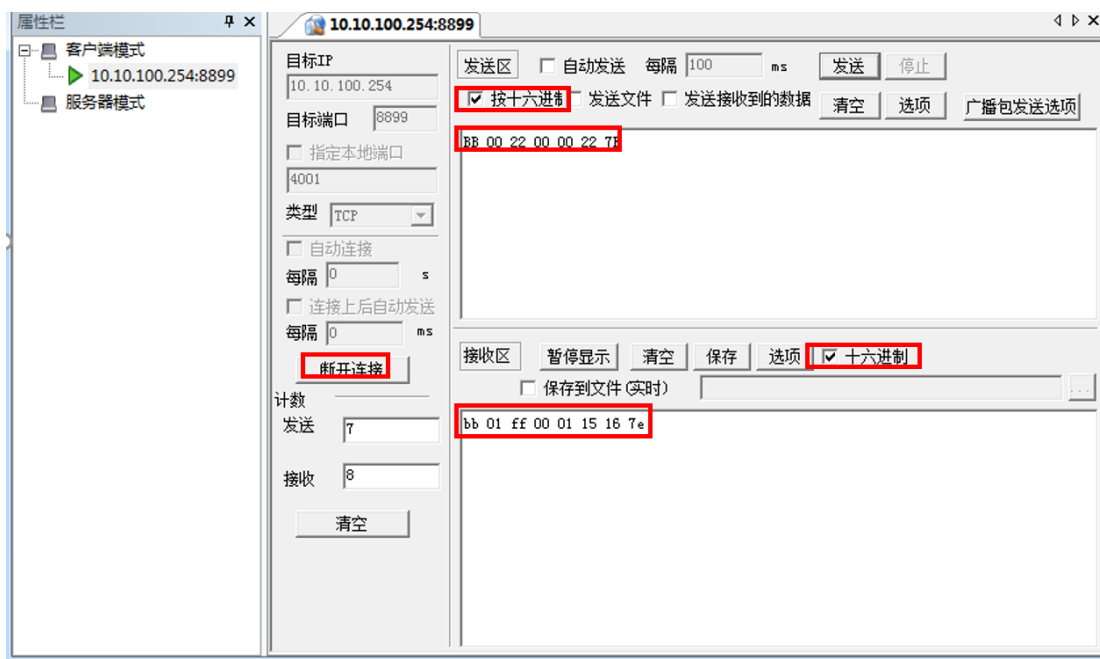 属性栏
客户端模式
10.10.100.254:8899
服务器模式
10.10.100.254:8899
目标IP
10.10.100.254
目标端口 8899
指定本地端口
4001
类型 TCP
自动连接
每隔 0 s
连接上后自动发送
每隔 0 ms
断开连接
计数
发送 7
接收 8
清空
发送区 自动发送 每隔 100 ms 发送 停止
按十六进制 发送文件 发送接收到的数据 清空 选项 广播包发送选项
BB 00 22 00 00 22 7E
接收区 暂停显示 清空 保存 选项 十六进制
保存到文件(实时) ...
bb 01 ff 00 01 15 16 7e